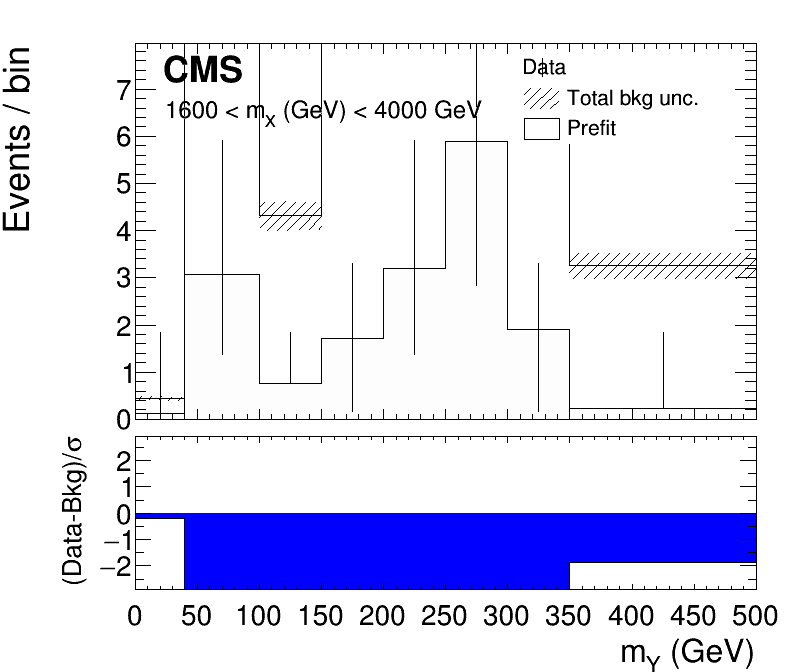 CMS
1600 < mX (GeV) < 4000 GeV
Data
Total bkg unc.
Prefit
Events / bin
7
6
5
4
3
2
1
0
(Data-Bkg)/σ
2
1
0
−1
−2
0 50 100 150 200 250 300 350 400 450 500
mY (GeV)